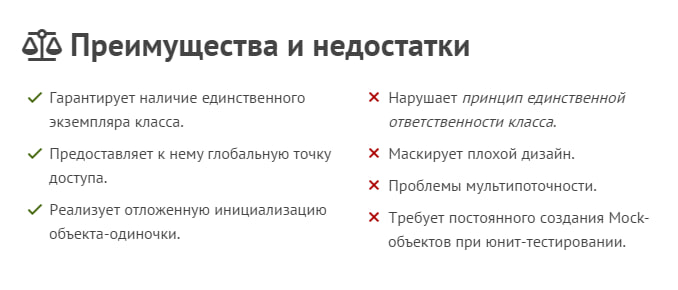 Преимущества и недостатки
Гарантирует наличие единственного
экземпляра класса.
Предоставляет к нему глобальную точку
доступа.
Реализует отложенную инициализацию
объекта-одиночки.
Нарушает принцип единственной
ответственности класса.
Маскирует плохой дизайн.
Проблемы мультипоточности.
Требует постоянного создания Mock-
объектов при юнит-тестировании.